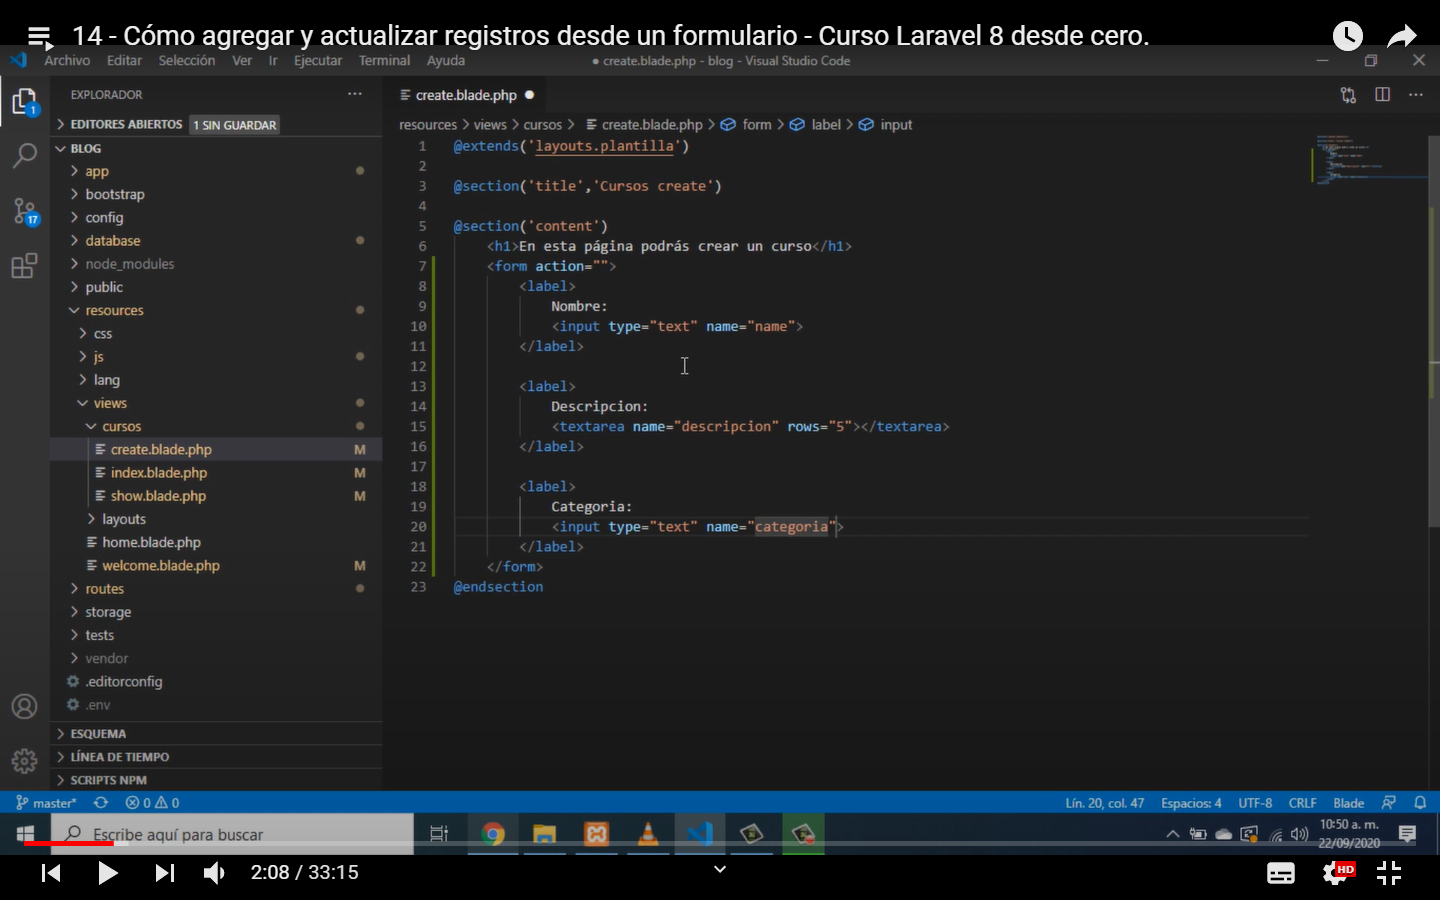 14 - Cómo agregar y actualizar registros desde un formulario - Curso Laravel 8 desde cero.
Archivo Editar Selección Ver Ir Ejecutar Terminal Ayuda
● create.blade.php - blog - Visual Studio Code
EXPLORADOR
EDITORES ABIERTOS 1 SIN GUARDAR
BLOG
app
bootstrap
config
database
node_modules
public
resources
css
js
lang
views
cursos
create.blade.php M
index.blade.php M
show.blade.php M
layouts
home.blade.php
welcome.blade.php M
routes
storage
tests
vendor
.editorconfig
.env
ESQUEMA
LÍNEA DE TIEMPO
SCRIPTS NPM
1
17
create.blade.php ●
resources > views > cursos > create.blade.php > form > label > input
1 @extends('layouts.plantilla')
2
3 @section('title','Cursos create')
4
5 @section('content')
6 <h1>En esta página podrás crear un curso</h1>
7 <form action="">
8 <label>
9 Nombre:
10 <input type="text" name="name">
11 </label>
12
13 <label>
14 Descripcion:
15 <textarea name="descripcion" rows="5"></textarea>
16 </label>
17
18 <label>
19 Categoria:
20 <input type="text" name="categoria">
21 </label>
22 </form>
23 @endsection
master* 0 0
Lín. 20, col. 47 Espacios: 4 UTF-8 CRLF Blade
Escribe aquí para buscar
10:50 a. m.
22/09/2020
2:08 / 33:15
HD